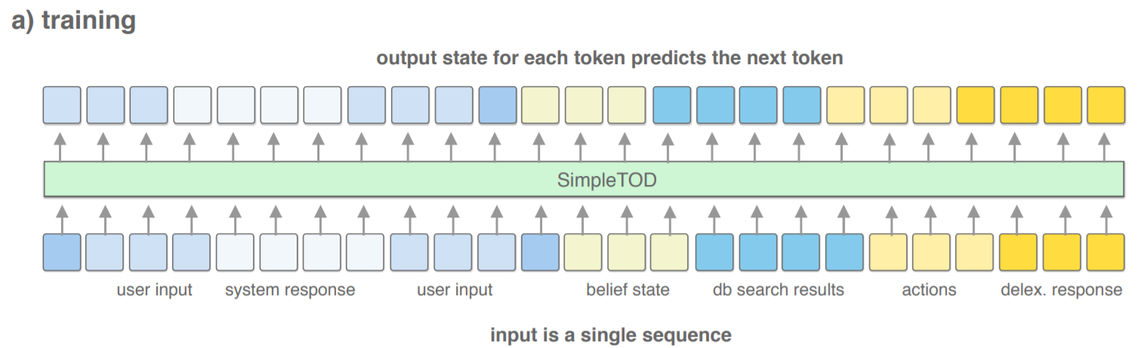 a) training
output state for each token predicts the next token
SimpleTOD
user input system response user input belief state db search results actions delex. response
input is a single sequence